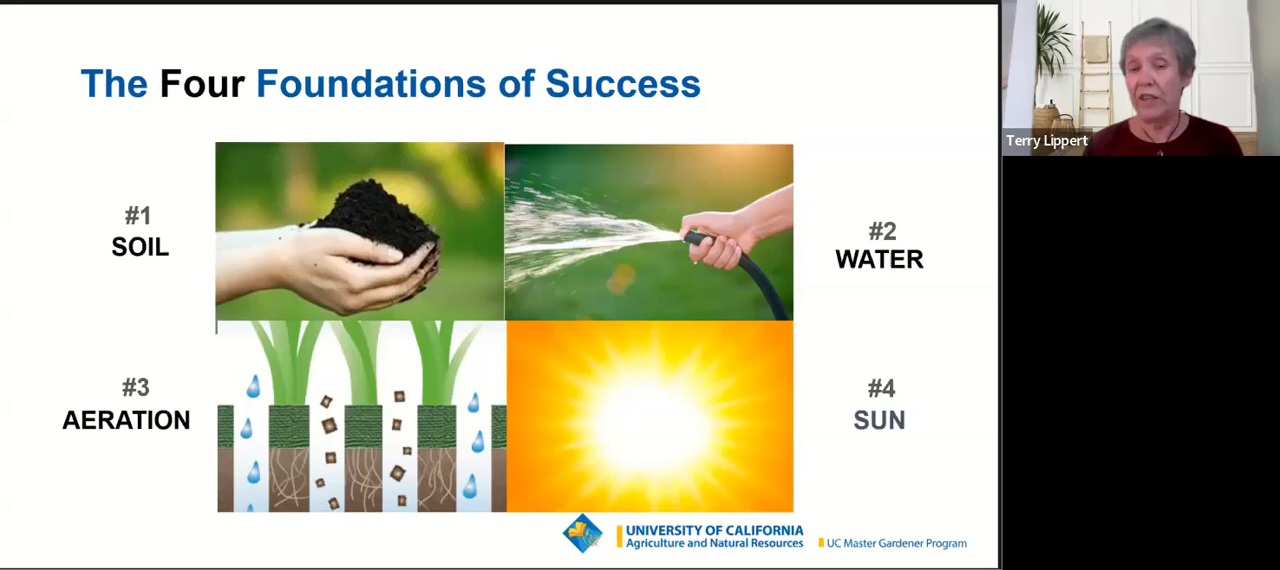 The Four Foundations of Success
#1
SOIL
#2
WATER
#3
AERATION
#4
SUN
UNIVERSITY OF CALIFORNIA
Agriculture and Natural Resources
UC Master Gardener Program
Terry Lippert